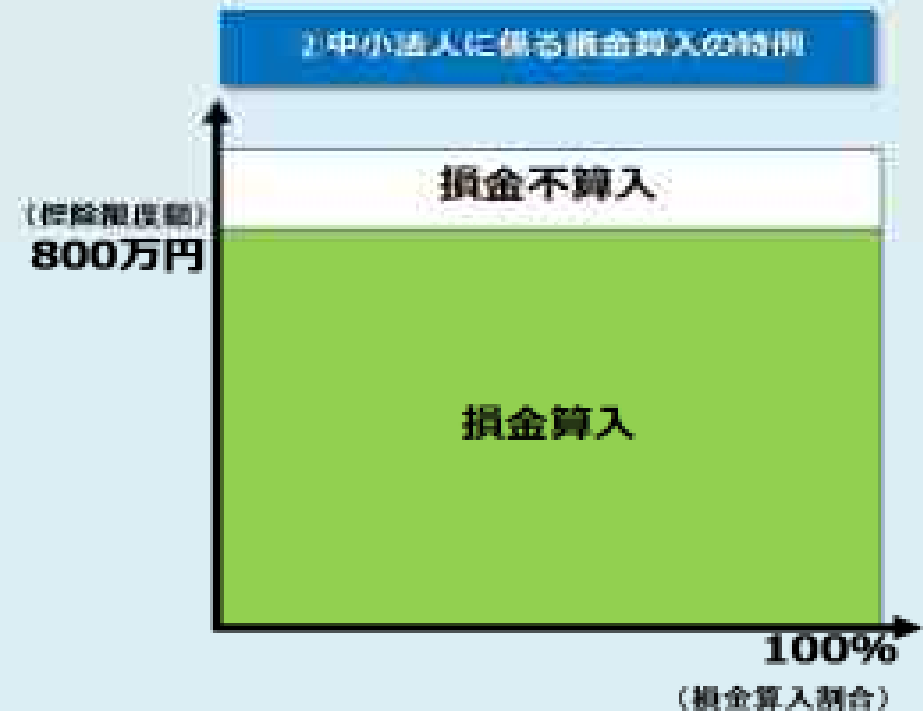 中小法人に係る損金算入の特例
損金不算入
(控除限度額)
800万円
損金算入
100%
(損金算入割合)